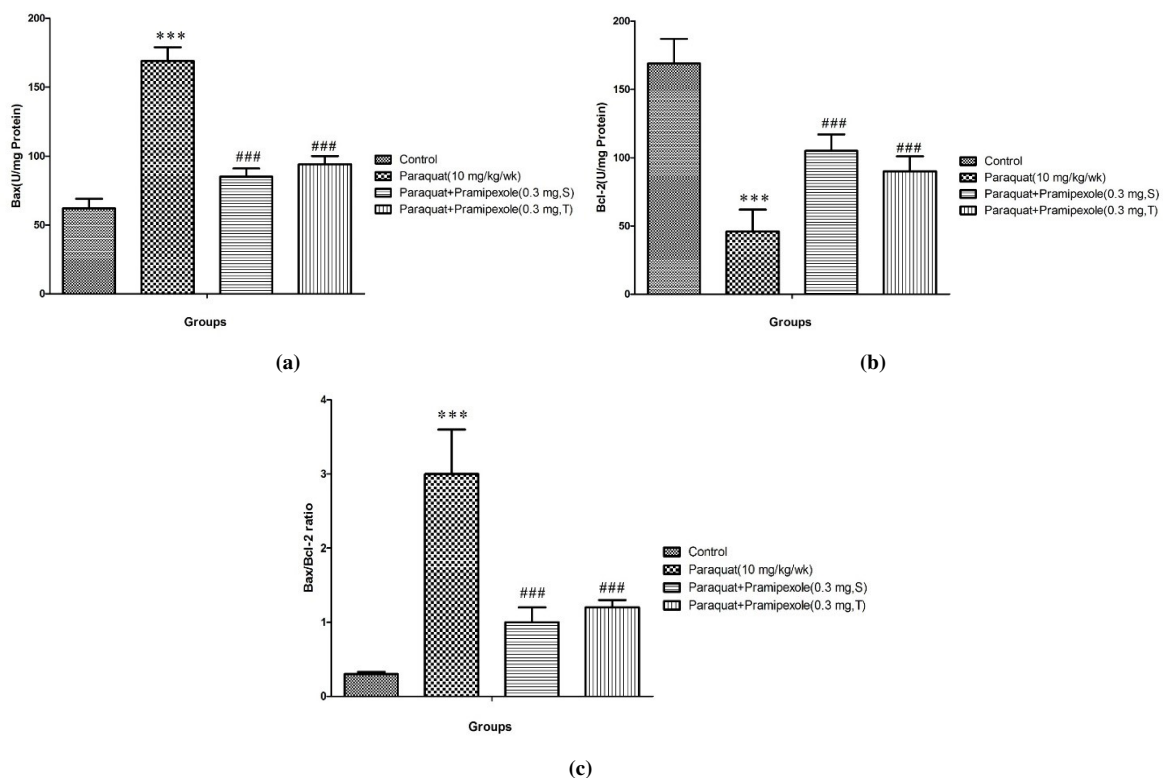 200
150
100
50
0
Bax(U/mg Protein)
***
###
###
Groups
Control
Paraquat(10 mg/kg/wk)
Paraquat+Pramipexole(0.3 mg,S)
Paraquat+Pramipexole(0.3 mg,T)
(a)
200
150
100
50
0
Bcl-2(U/mg Protein)
***
###
###
Groups
Control
Paraquat(10 mg/kg/wk)
Paraquat+Pramipexole(0.3 mg,S)
Paraquat+Pramipexole(0.3 mg,T)
(b)
4
3
2
1
0
Bax/Bcl-2 ratio
***
###
###
Groups
Control
Paraquat(10 mg/kg/wk)
Paraquat+Pramipexole(0.3 mg,S)
Paraquat+Pramipexole(0.3 mg,T)
(c)